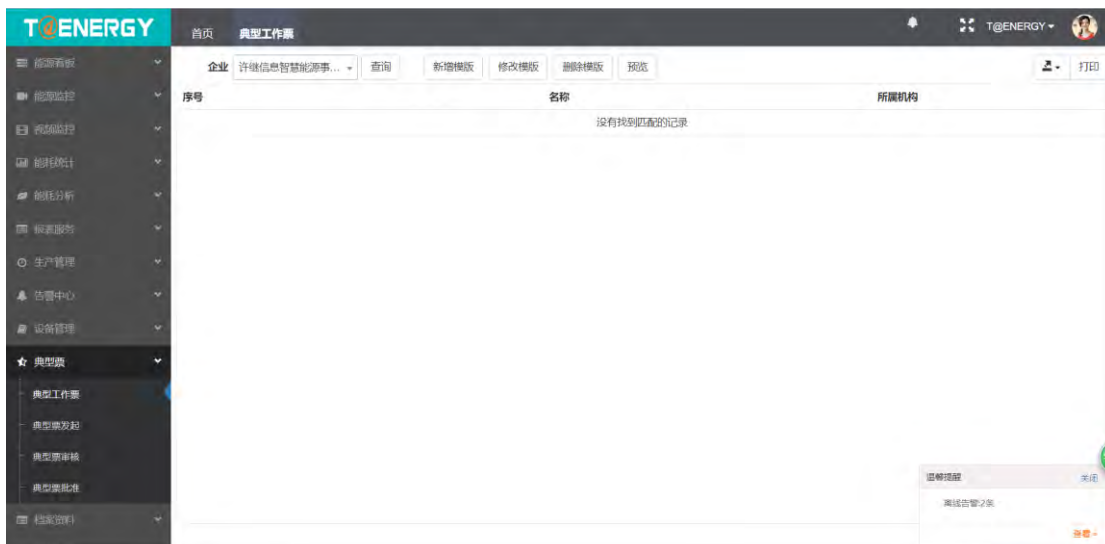 T@ENERGY
首页 典型工作票 T@ENERGY
企业 许继信息智慧能源事... 查询 新增模版 修改模版 删除模版 预览 打印
序号 名称 所属机构
没有找到匹配的记录
能源看板
能源监控
视频监控
能耗统计
能耗分析
报表服务
生产管理
告警中心
设备管理
典型票
典型工作票
典型票发起
典型票审核
典型票批准
档案资料
温馨提醒 关闭
离线告警:2条
查看